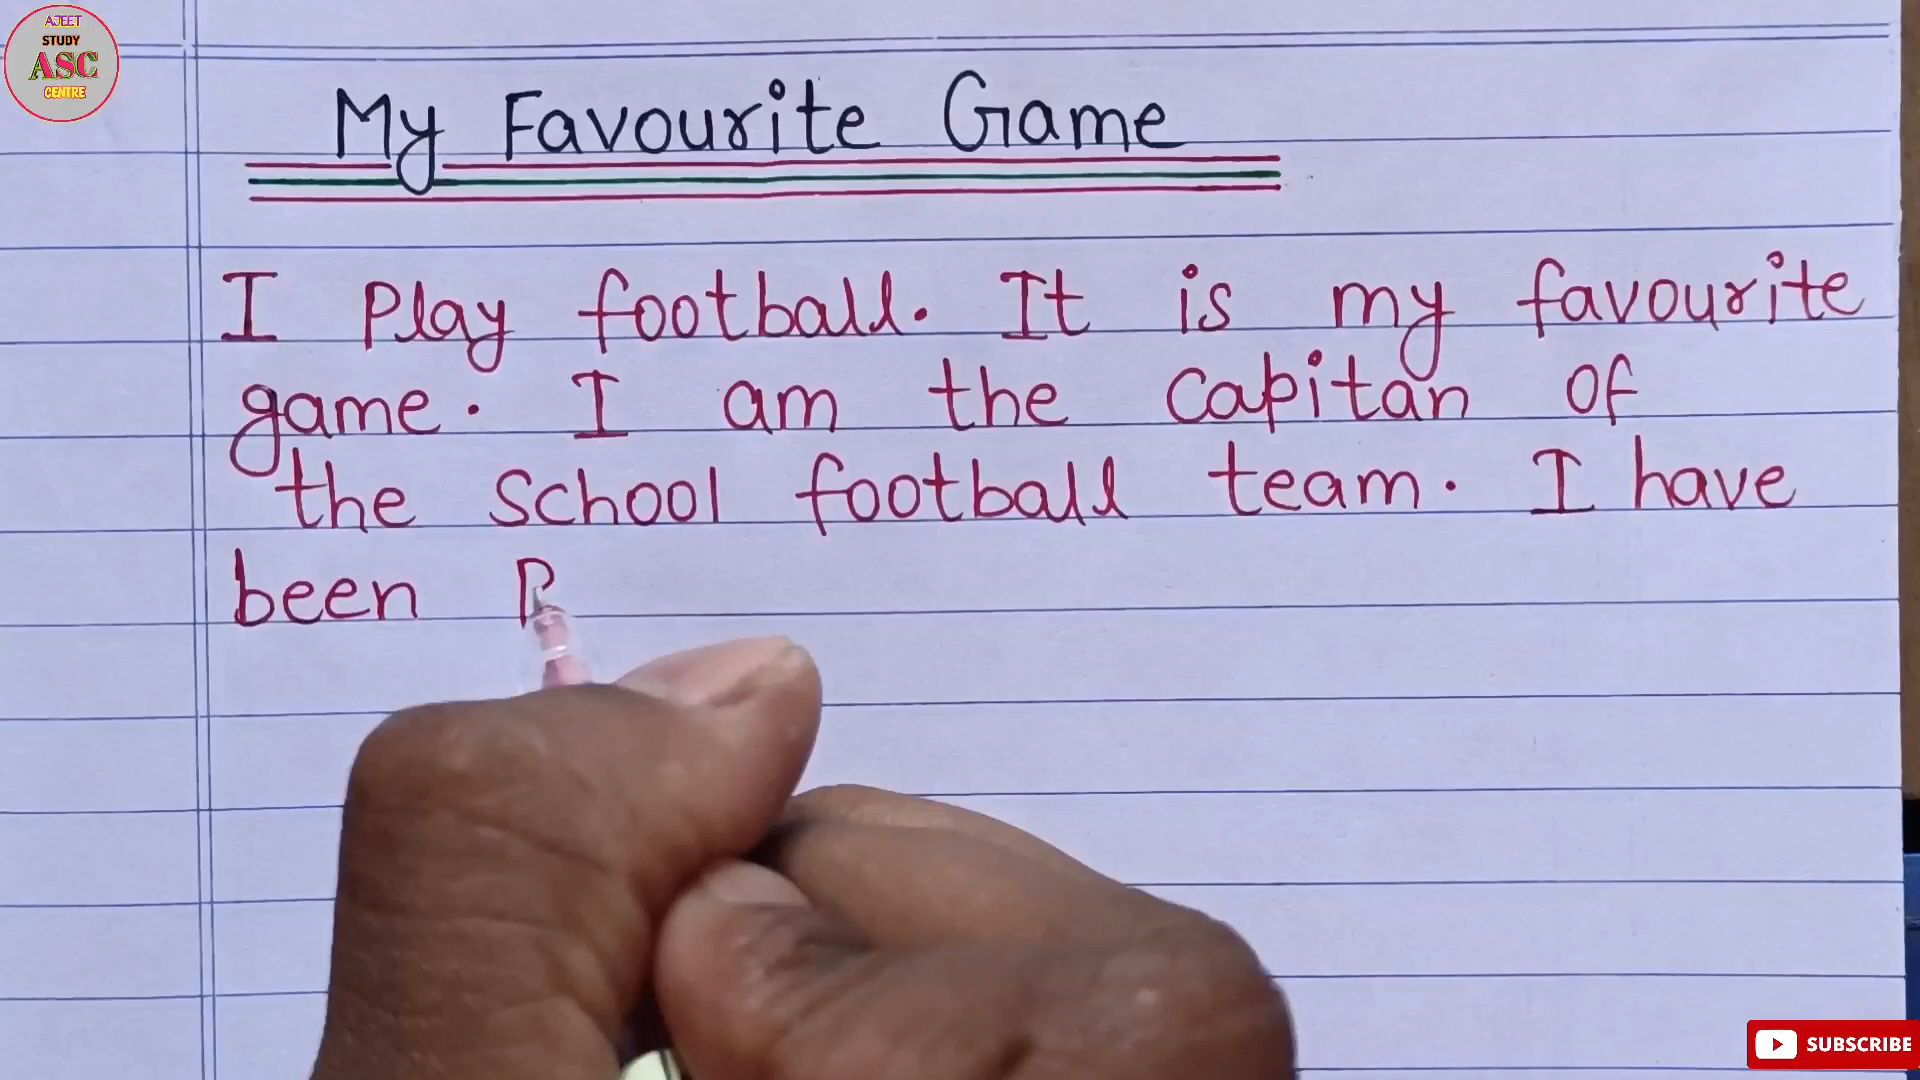 AJEET
STUDY
ASC
CENTRE
My Favourite Game
I Play football. It is my favourite
game. I am the capitan of
the school football team. I have
been P
SUBSCRIBE